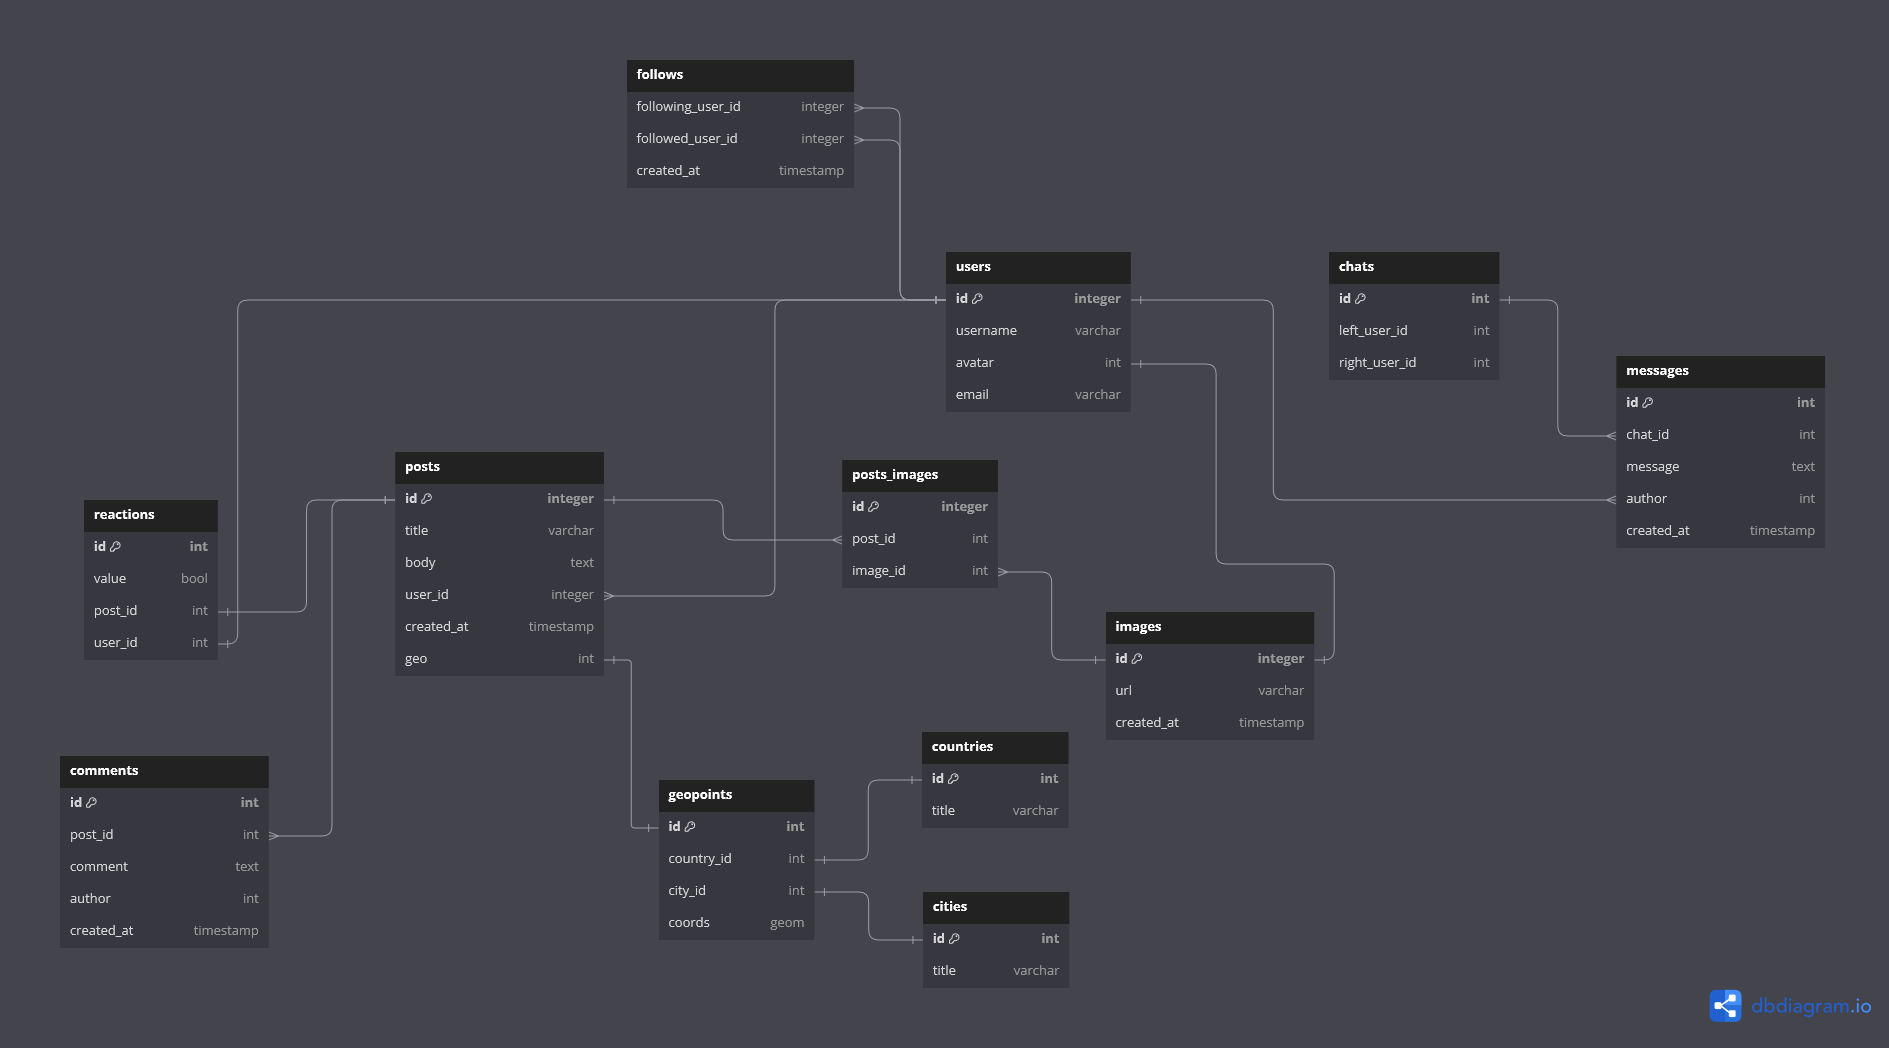 follows
following_user_id integer
followed_user_id integer
created_at timestamp
users
id integer
username varchar
avatar int
email varchar
chats
id int
left_user_id int
right_user_id int
messages
id int
chat_id int
message text
author int
created_at timestamp
posts
id integer
title varchar
body text
user_id integer
created_at timestamp
geo int
posts_images
id integer
post_id int
image_id int
reactions
id int
value bool
post_id int
user_id int
images
id integer
url varchar
created_at timestamp
countries
id int
title varchar
comments
id int
post_id int
comment text
author int
created_at timestamp
geopoints
id int
country_id int
city_id int
coords geom
cities
id int
title varchar
dbdiagram.io